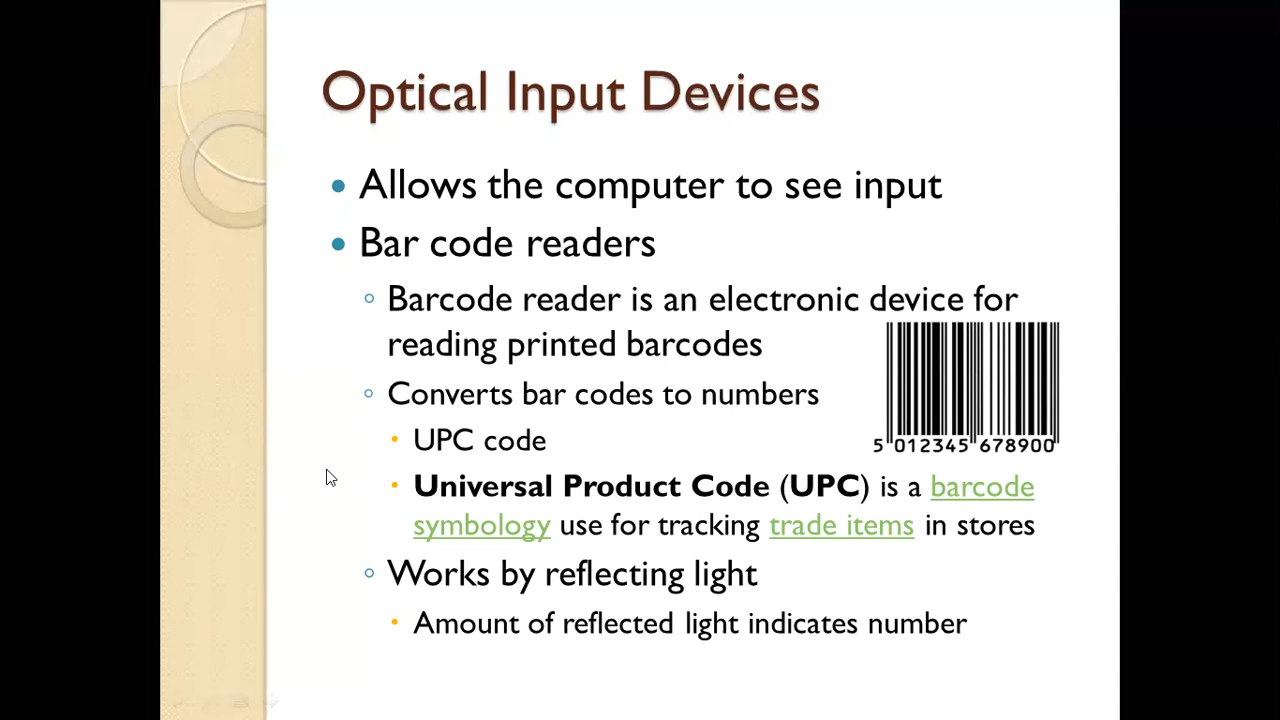 Optical Input Devices
Allows the computer to see input
Bar code readers
Barcode reader is an electronic device for
reading printed barcodes
Converts bar codes to numbers
5 012345 678900
UPC code
Universal Product Code (UPC) is a barcode
symbology use for tracking trade items in stores
Works by reflecting light
Amount of reflected light indicates number